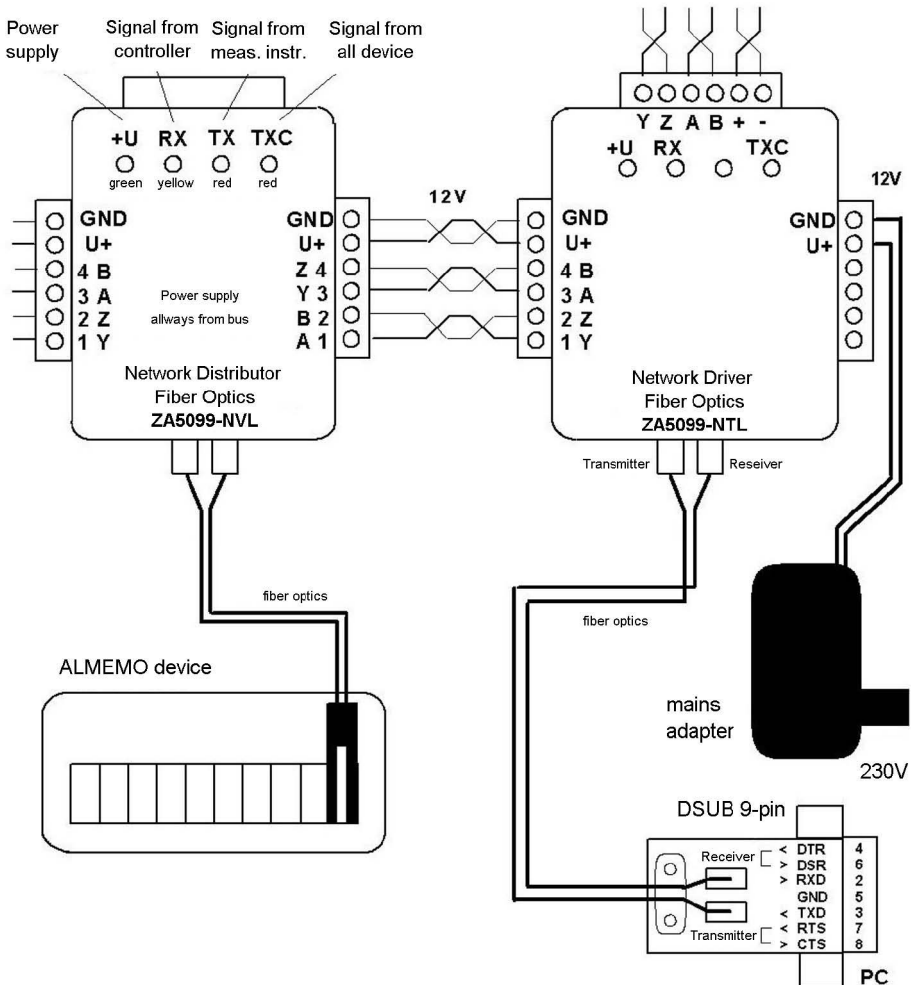 Power
supply
Signal from
controller
Signal from
meas. instr.
Signal from
all device
+U RX TX TXC
green yellow red red
GND
U+
4 B
3 A
2 Z
1 Y
GND
U+
Z 4
Y 3
B 2
A 1
Power supply
allways from bus
Network Distributor
Fiber Optics
ZA5099-NVL
12V
Y Z A B + -
+U RX TXC
GND
U+
4 B
3 A
2 Z
1 Y
GND
U+
12V
Network Driver
Fiber Optics
ZA5099-NTL
Transmitter
Reseiver
fiber optics
fiber optics
ALMEMO device
mains
adapter
230V
DSUB 9-pin
Receiver
Transmitter
< DTR 4
> DSR 6
> RXD 2
GND 5
< TXD 3
< RTS 7
> CTS 8
PC